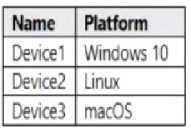 Name Platform
Device1 Windows 10
Device2 Linux
Device3 macOS